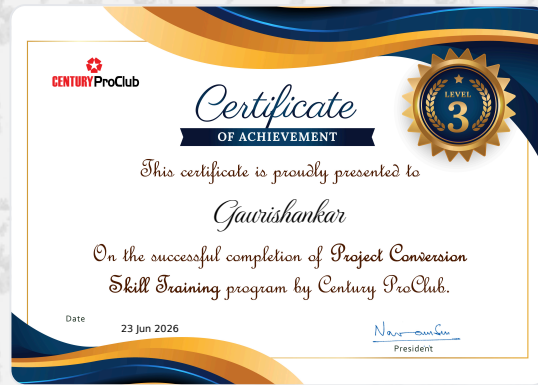 CENTURY ProClub
Certificate
OF ACHIEVEMENT
LEVEL
3
This certificate is proudly presented to
Gaurishankar
On the successful completion of Project Conversion
Skill Training program by Century ProClub.
Date
23 Jun 2026
President